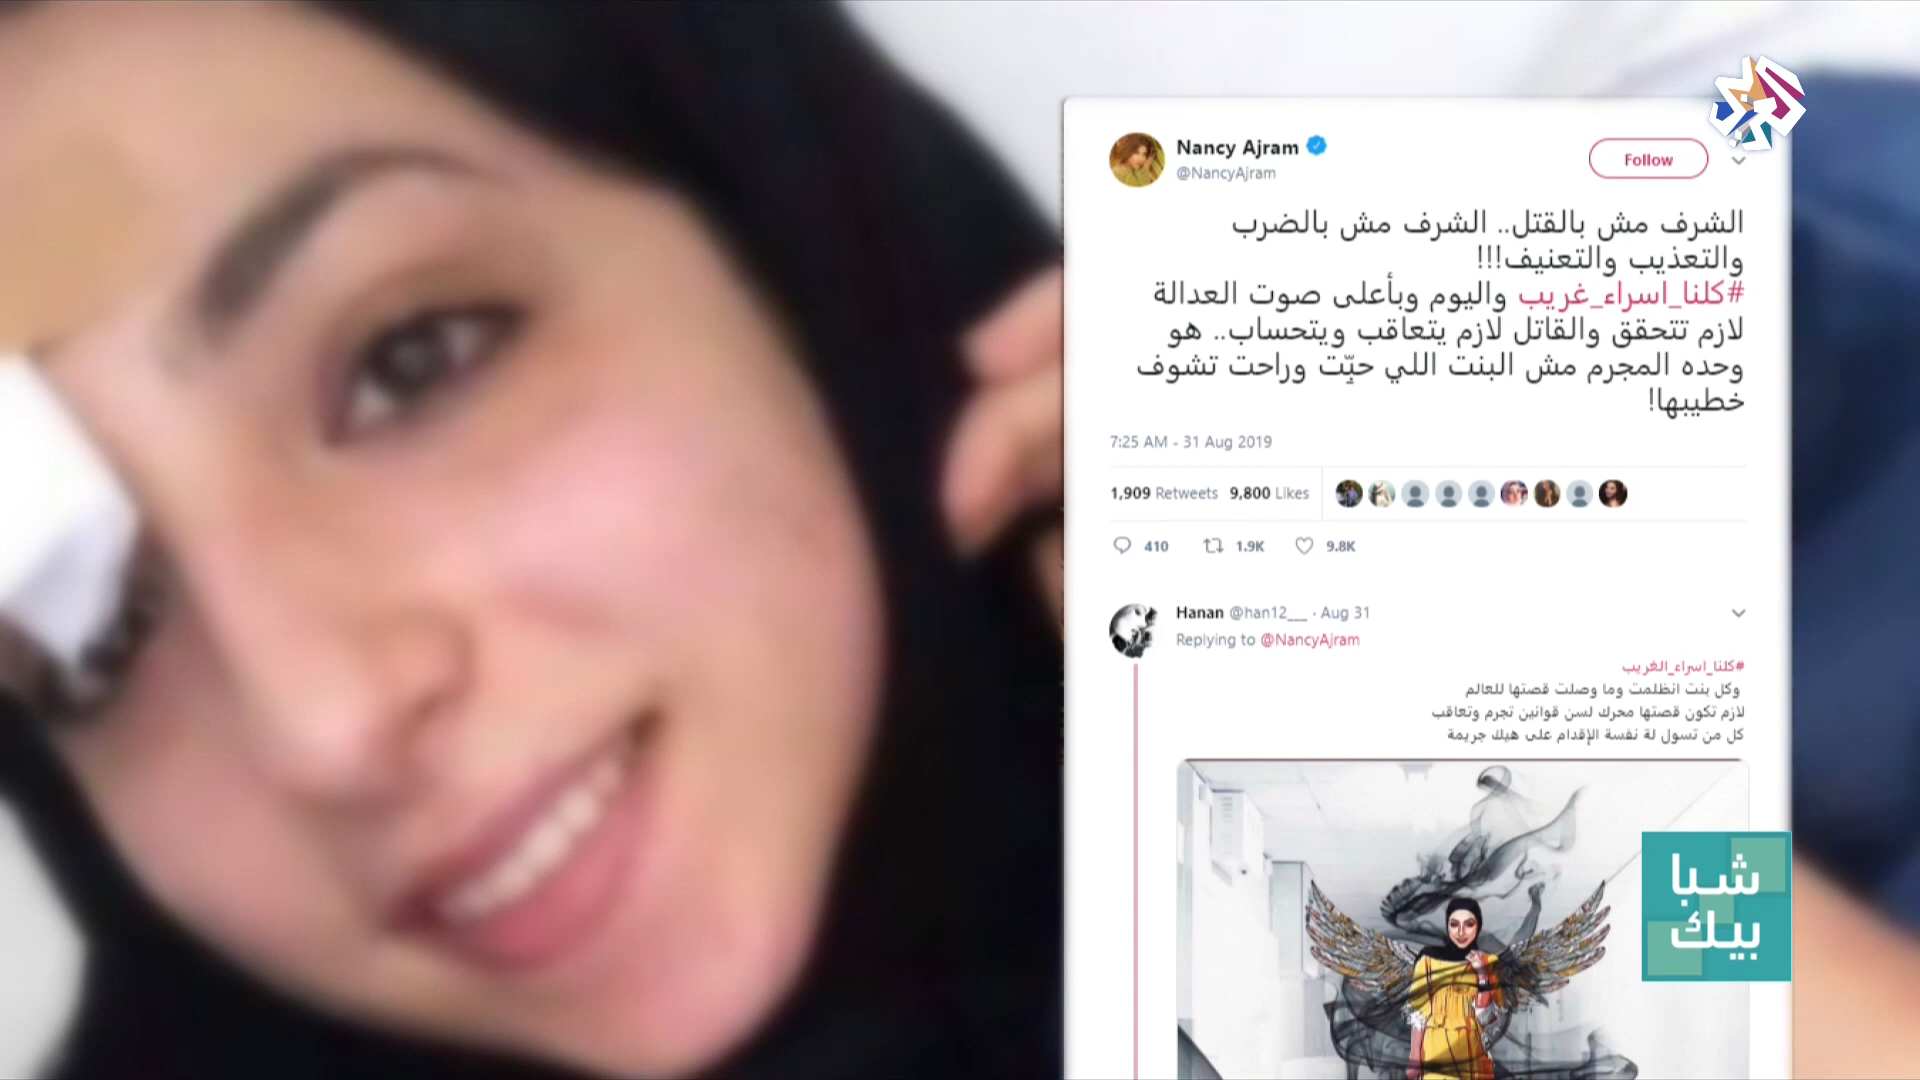 Nancy Ajram
@NancyAjram
Follow
الشرف مش بالقتل.. الشرف مش بالضرب
والتعذيب والتعنيف!!!
#كلنا_اسراء_غريب واليوم وبأعلى صوت العدالة
لازم تتحقق والقاتل لازم يتعاقب ويتحساب.. هو
وحده المجرم مش البنت اللي حبِّت وراحت تشوف
خطيبها!
7:25 AM - 31 Aug 2019
1,909 Retweets 9,800 Likes
410 1.9K 9.8K
Hanan @han12___ · Aug 31
Replying to @NancyAjram
#كلنا_اسراء_الغريب
وكل بنت انظلمت وما وصلت قصتها للعالم
لازم تكون قصتها محرك لسن قوانين تجرم وتعاقب
كل من تسول لة نفسة الإقدام على هيك جريمة
شبا
بيك